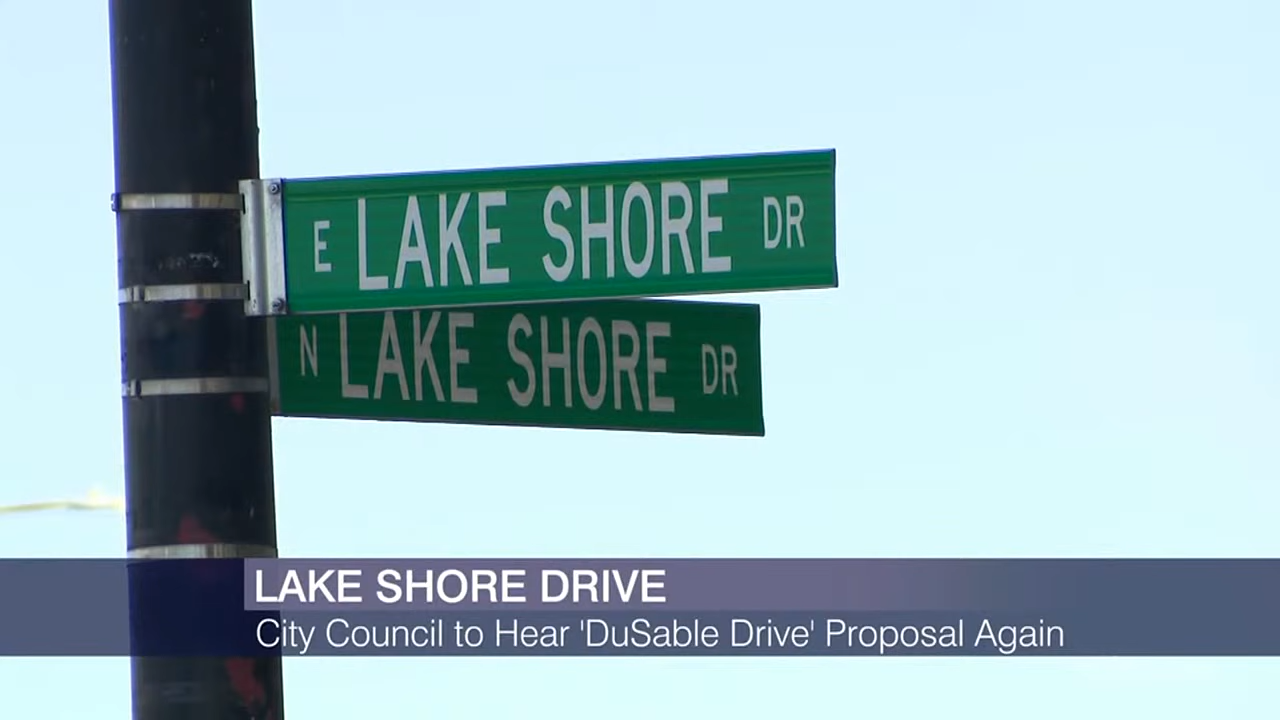 E LAKE SHORE DR
N LAKE SHORE DR
LAKE SHORE DRIVE
City Council to Hear 'DuSable Drive' Proposal Again